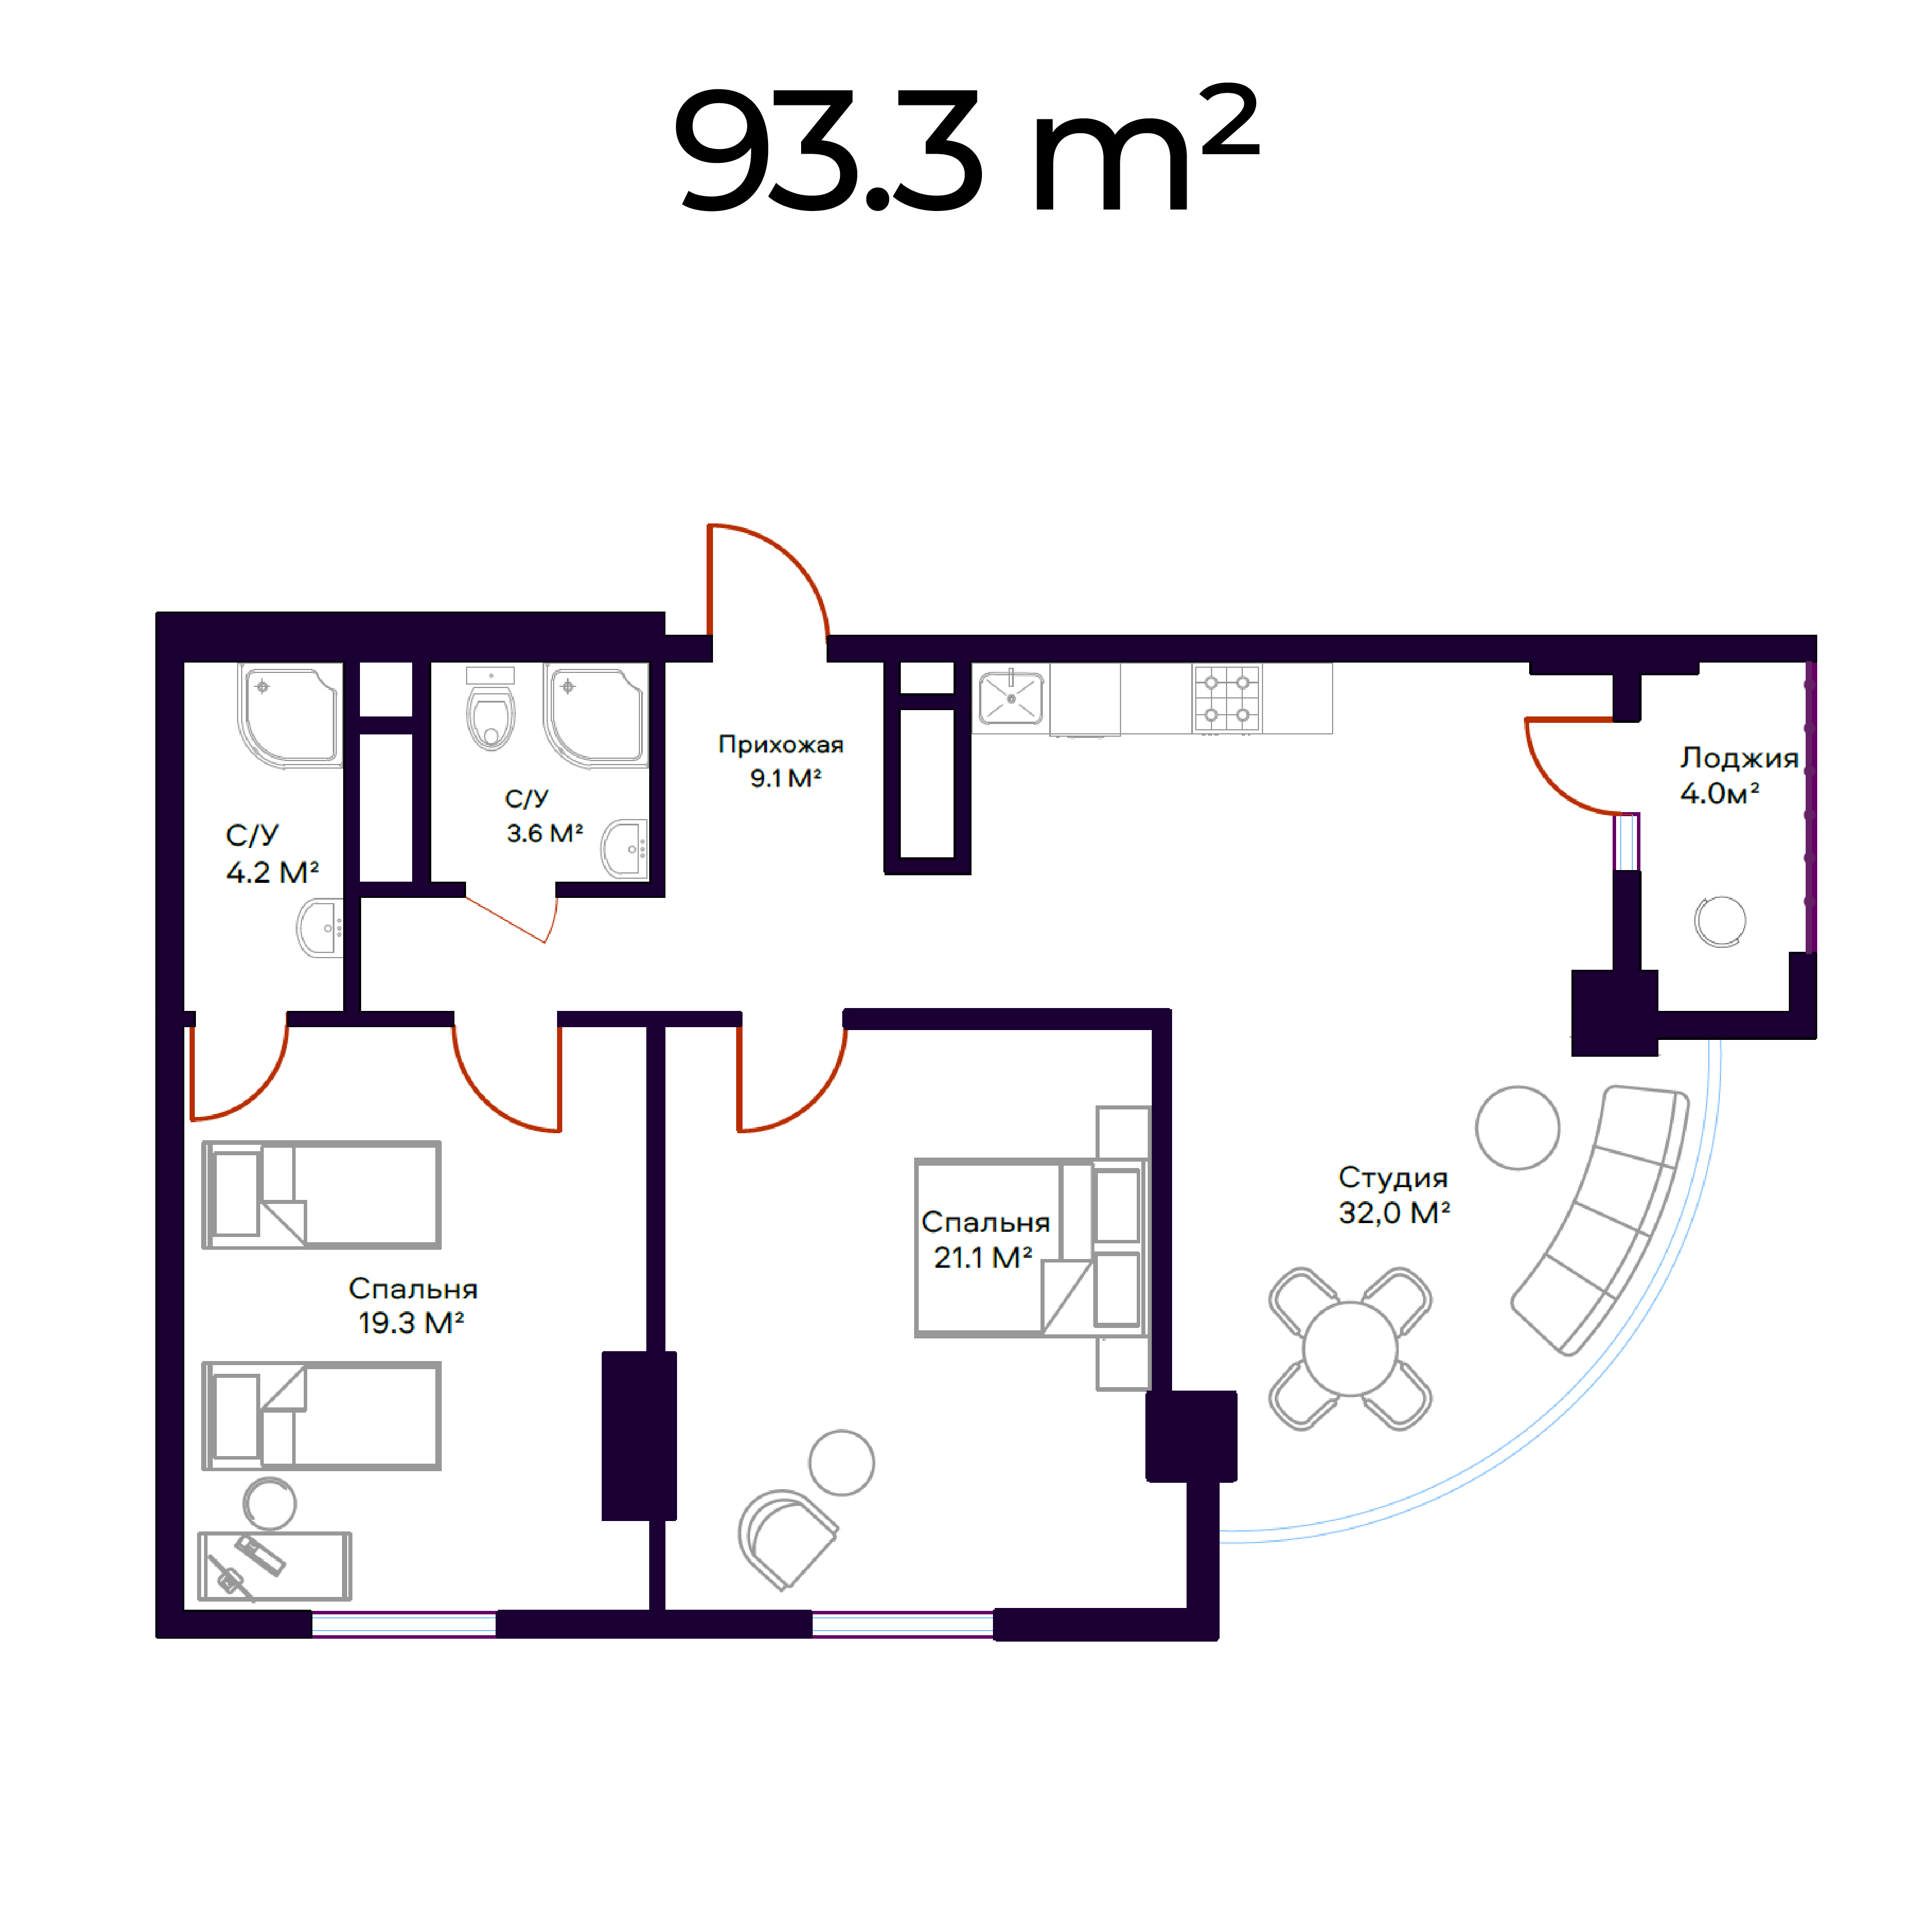 93.3 m²
Прихожая
9.1 М²
Лоджия
4.0м²
С/У
3.6 М²
С/У
4.2 М²
Студия
32,0 М²
Спальня
21.1 М²
Спальня
19.3 М²